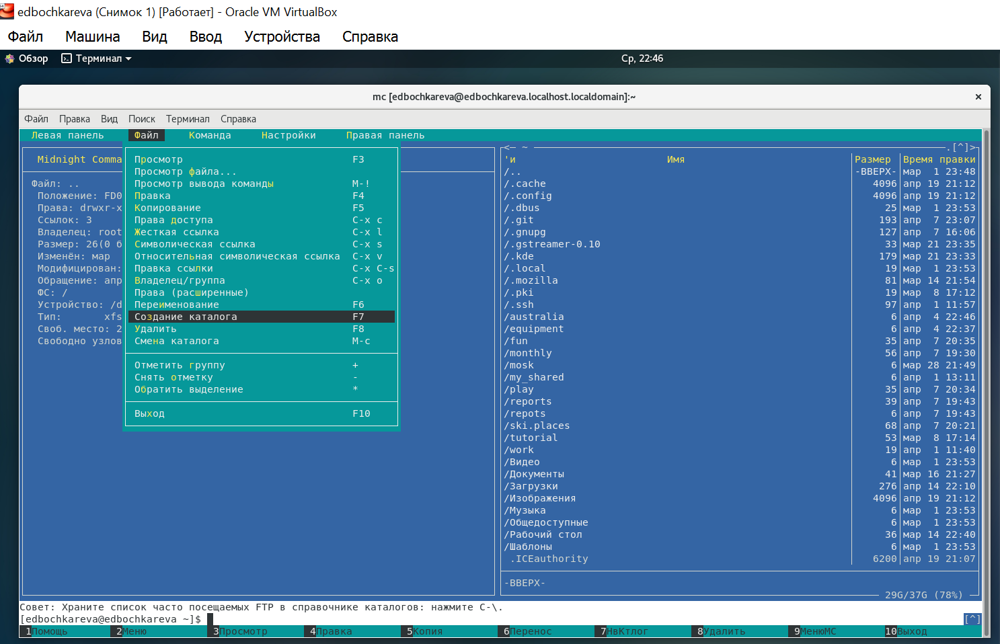 edbochkareva (Снимок 1) [Работает] - Oracle VM VirtualBox
Файл Машина Вид Ввод Устройства Справка
Обзор Терминал Ср, 22:46
mc [edbochkareva@edbochkareva.localhost.localdomain]:~ ×
Файл Правка Вид Поиск Терминал Справка
Левая панель Файл Команда Настройки Правая панель
<─ ~ .[^]>
Midnight Comma Просмотр F3 'и Имя Размер Время правки
Просмотр файла... /.. -ВВЕРХ- мар 1 23:48
Файл: .. Просмотр вывода команды M-! /.cache 4096 апр 19 21:12
Положение: FD0 Правка F4 /.config 4096 апр 19 21:12
Права: drwxr-x Копирование F5 /.dbus 25 мар 1 23:53
Ссылок: 3 Права доступа C-x c /.git 193 апр 7 23:07
Владелец: root Жесткая ссылка C-x l /.gnupg 127 апр 7 16:06
Размер: 26(0 б Символическая ссылка C-x s /.gstreamer-0.10 33 мар 21 23:35
Изменён: мар Относительная символическая ссылка C-x v /.kde 179 мар 21 23:33
Модифицирован: Правка ссылки C-x C-s /.local 19 мар 1 23:53
Обращение: апр Владелец/группа C-x o /.mozilla 81 мар 14 21:54
ФС: / Права (расширенные) /.pki 19 мар 8 17:12
Устройство: /d Переименование F6 /.ssh 97 апр 1 11:57
Тип: xfs Создание каталога F7 /australia 6 апр 4 22:46
Своб. место: 2 Удалить F8 /equipment 6 апр 4 22:37
Свободно узлов Смена каталога M-c /fun 35 апр 7 20:35
/monthly 56 апр 7 19:30
Отметить группу + /mosk 6 мар 28 21:49
Снять отметку - /my_shared 6 апр 1 13:11
Обратить выделение * /play 35 апр 7 20:34
/reports 39 апр 7 19:43
Выход F10 /repots 6 апр 7 19:43
/ski.places 68 апр 7 20:21
/tutorial 53 мар 8 17:14
/work 19 апр 1 11:40
/Видео 6 мар 1 23:53
/Документы 41 мар 16 21:27
/Загрузки 276 апр 14 22:10
/Изображения 4096 апр 19 21:12
/Музыка 6 мар 1 23:53
/Общедоступные 6 мар 1 23:53
/Рабочий стол 36 мар 14 22:40
/Шаблоны 6 мар 1 23:53
.ICEauthority 6200 апр 19 21:07
-ВВЕРХ-
29G/37G (78%)
Совет: Храните список часто посещаемых FTP в справочнике каталогов: нажмите C-\.
[edbochkareva@edbochkareva ~]$ [^]
1Помощь 2Меню 3Просмотр 4Правка 5Копия 6Перенос 7НвКтлог 8Удалить 9МенюМС 10Выход